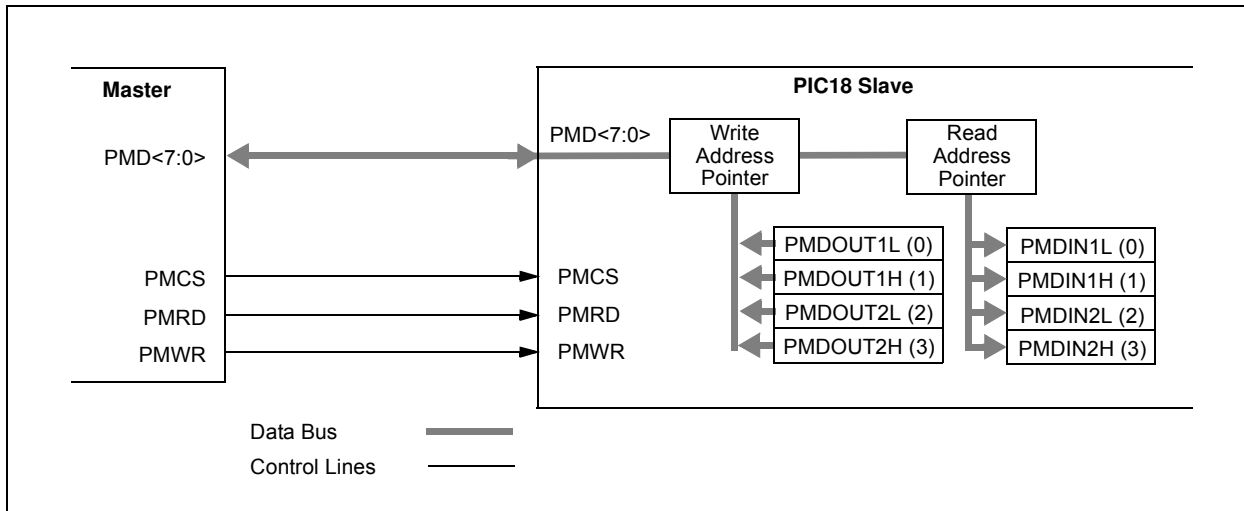 Master
PIC18 Slave
PMD<7:0>
PMD<7:0>
Write
Address
Pointer
Read
Address
Pointer
PMDOUT1L (0)
PMDOUT1H (1)
PMDOUT2L (2)
PMDOUT2H (3)
PMDIN1L (0)
PMDIN1H (1)
PMDIN2L (2)
PMDIN2H (3)
PMCS
PMRD
PMWR
PMCS
PMRD
PMWR
Data Bus
Control Lines